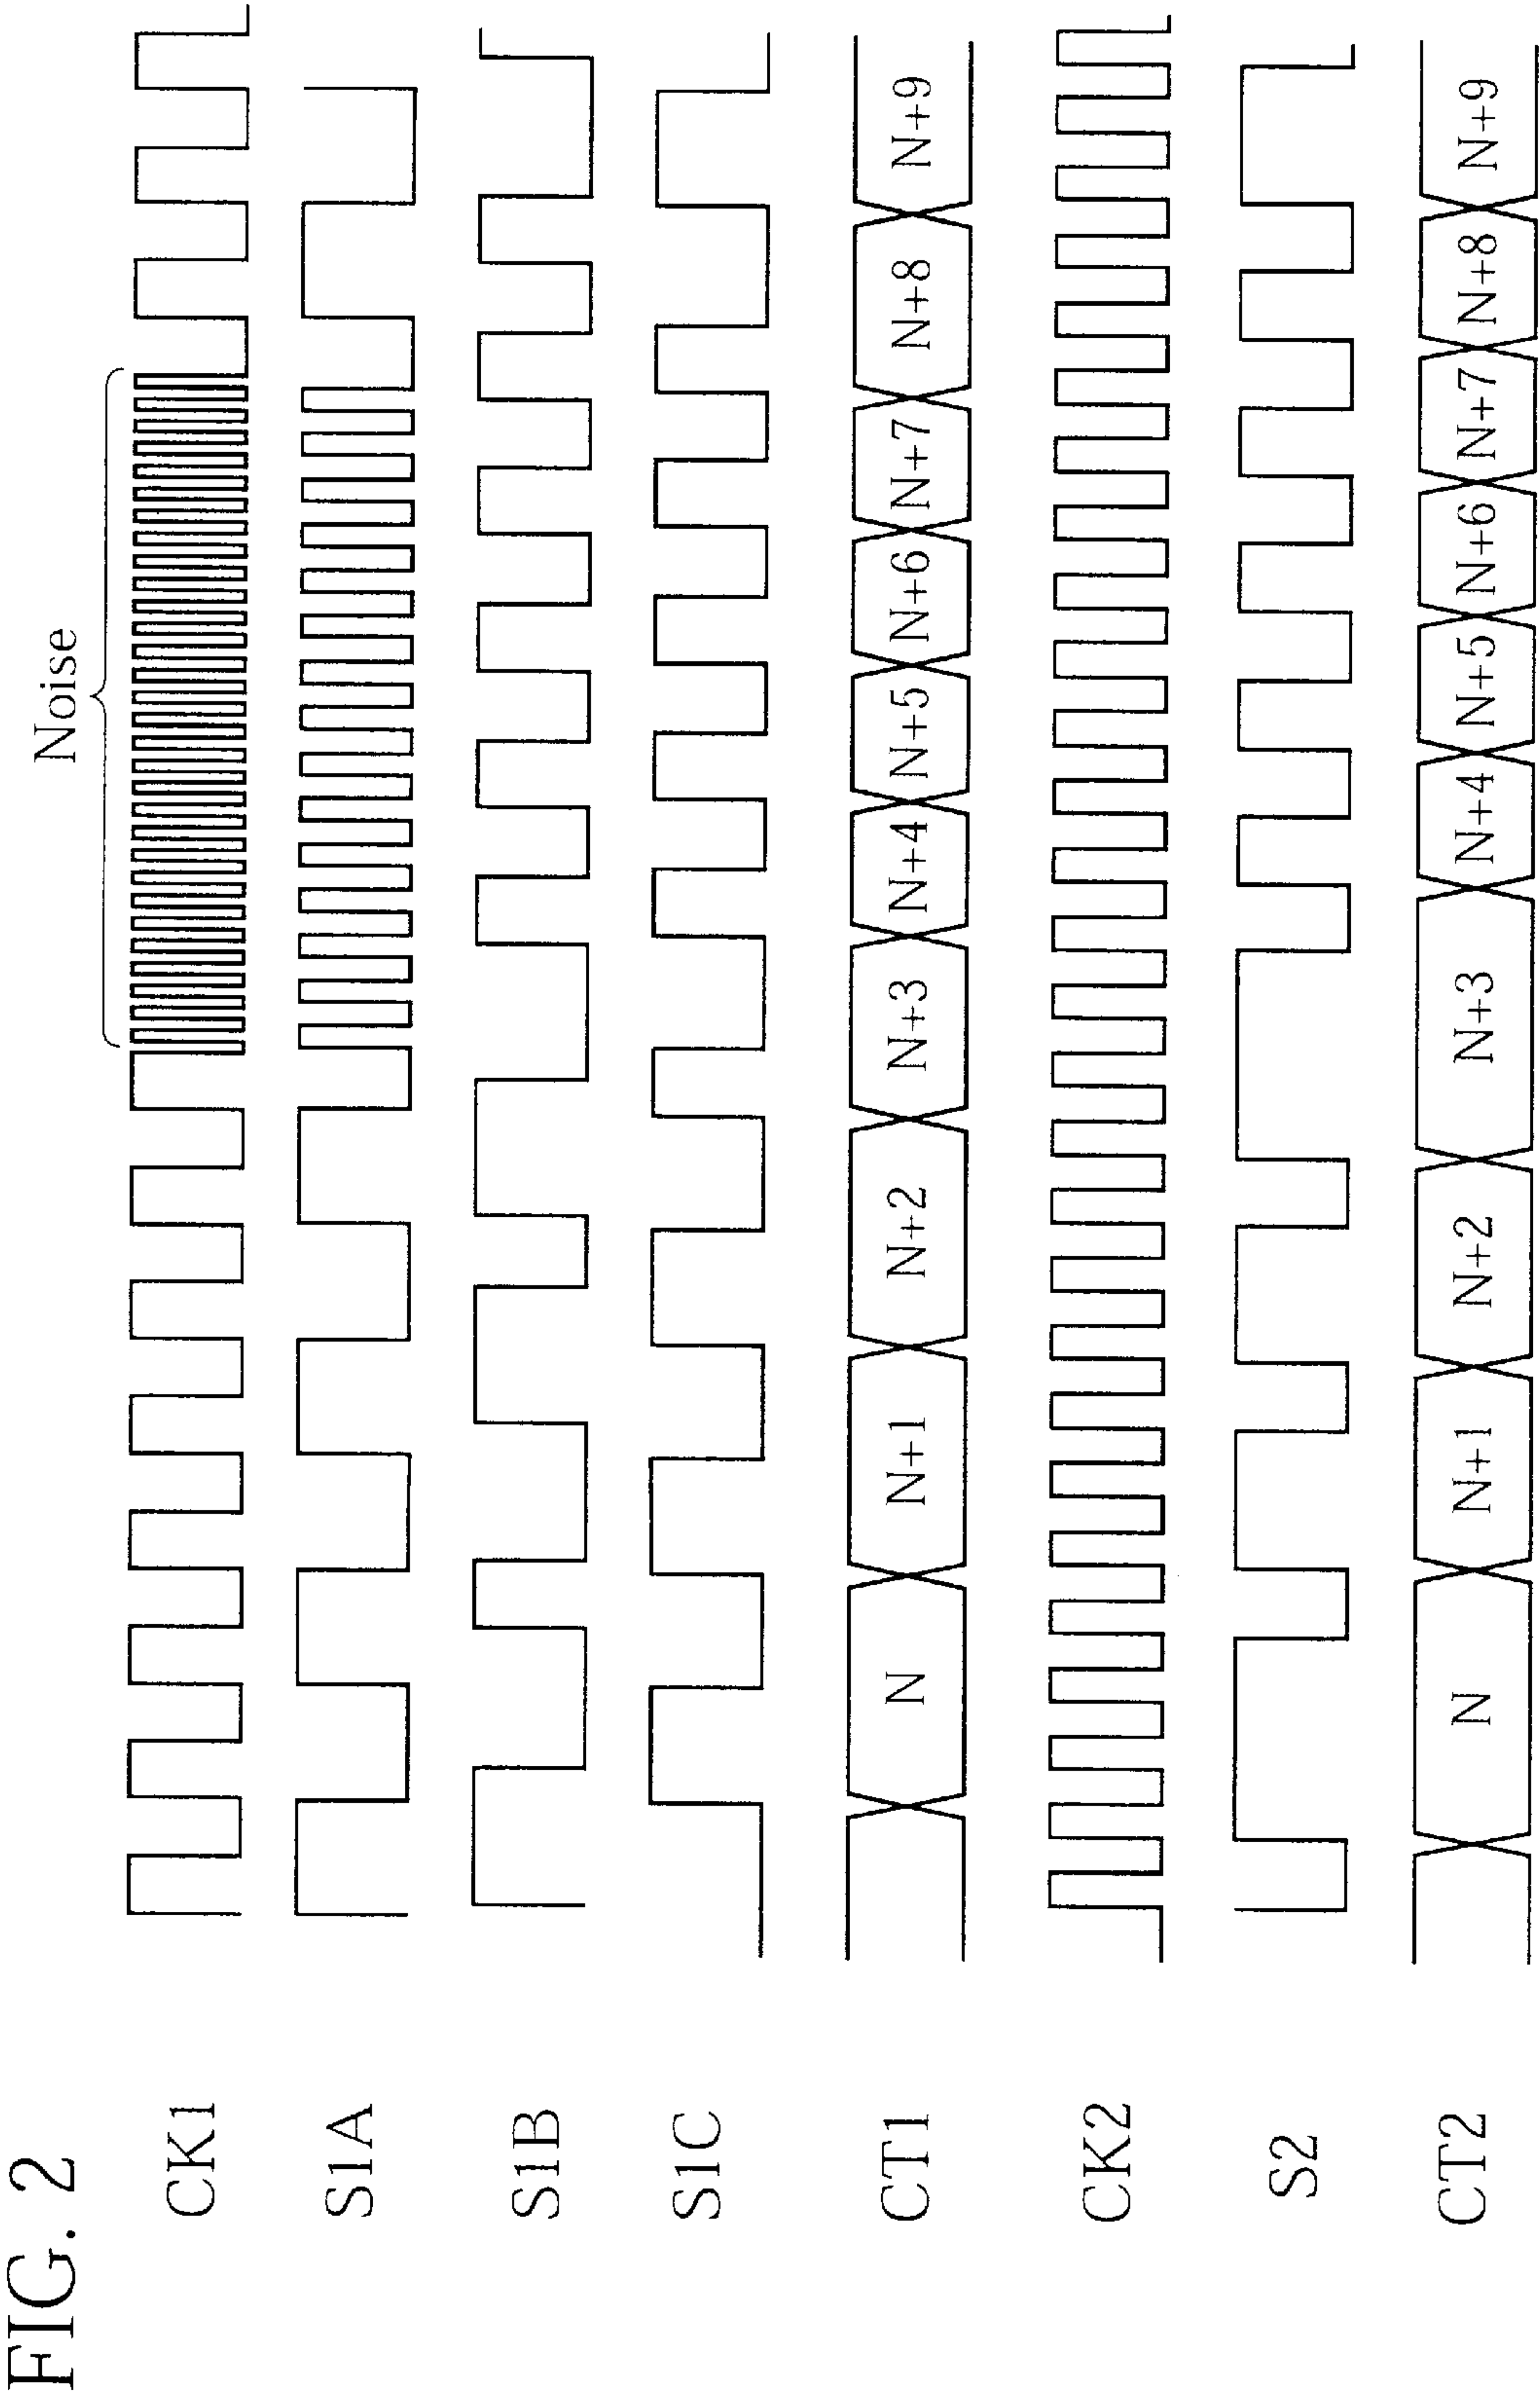 FIG. 2
Noise
CK1
S1A
S1B
S1C
CT1
N
N+1
N+2
N+3
N+4
N+5
N+6
N+7
N+8
N+9
CK2
S2
CT2
N
N+1
N+2
N+3
N+4
N+5
N+6
N+7
N+8
N+9